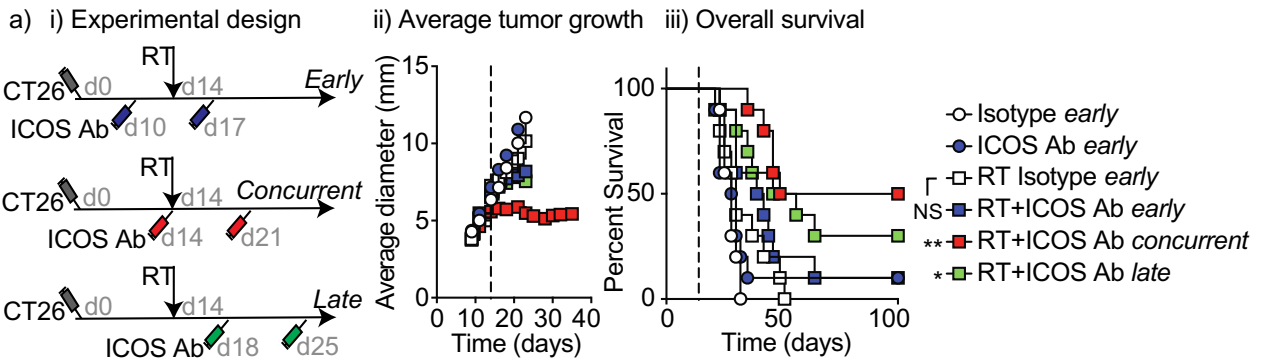 a) i) Experimental design
RT
CT26 d0 d14 Early
ICOS Ab d10 d17
RT
CT26 d0 d14 Concurrent
ICOS Ab d14 d21
RT
CT26 d0 d14 Late
ICOS Ab d18 d25
ii) Average tumor growth
Average diameter (mm)
15
10
5
0
0 10 20 30 40
Time (days)
iii) Overall survival
Percent Survival
100
50
0
0 50 100
Time (days)
Isotype early
ICOS Ab early
RT Isotype early
NS RT+ICOS Ab early
** RT+ICOS Ab concurrent
* RT+ICOS Ab late